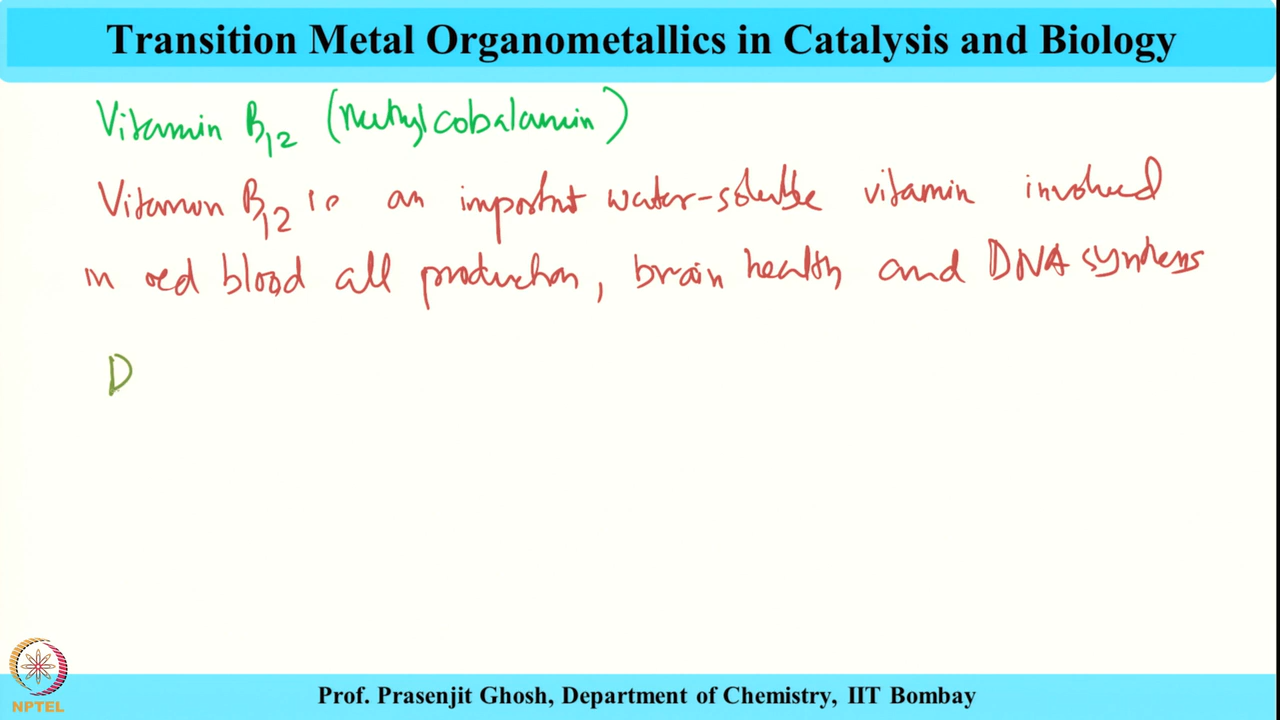 Transition Metal Organometallics in Catalysis and Biology
Vitamin B12 (Methylcobalamin)
Vitamin B12 is an important water-soluble vitamin involved
in red blood cell production, brain health and DNA synthesis
D
Prof. Prasenjit Ghosh, Department of Chemistry, IIT Bombay
NPTEL